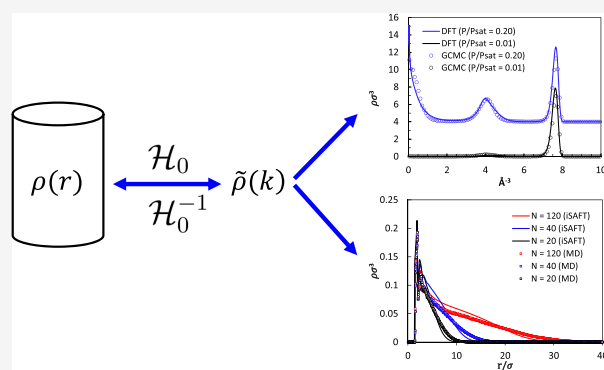 ρ(r)
ℋ₀
ℋ₀⁻¹
ρ̃(k)
16
14
12
10
8
6
4
2
0
ρσ³
DFT (P/Psat = 0.20)
DFT (P/Psat = 0.01)
GCMC (P/Psat = 0.20)
GCMC (P/Psat = 0.01)
0 2 4 6 8 10
Å⁻³
0.25
0.2
0.15
0.1
0.05
0
ρσ³
N = 120 (iSAFT)
N = 40 (iSAFT)
N = 20 (iSAFT)
N = 120 (MD)
N = 40 (MD)
N = 20 (MD)
0 10 20 30 40
r/σ